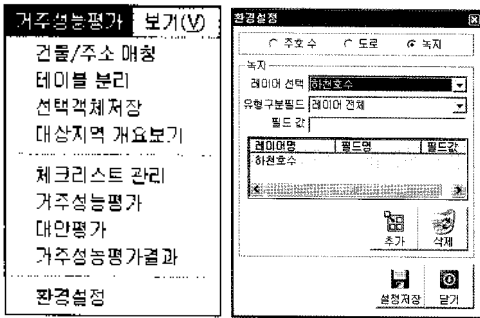 거주성능평가 보기(V)
건물/주소 매칭
테이블 분리
선택객체저장
대상지역 개요보기
체크리스트 관리
거주성능평가
대안평가
거주성능평가결과
환경설정
환경설정
주호수 도로 녹지
녹지
레이어 선택 하천호수
유형구분필드 레이어 전체
필드 값
레이어명 필드명 필드값
하천호수
추가 삭제
설정저장 닫기